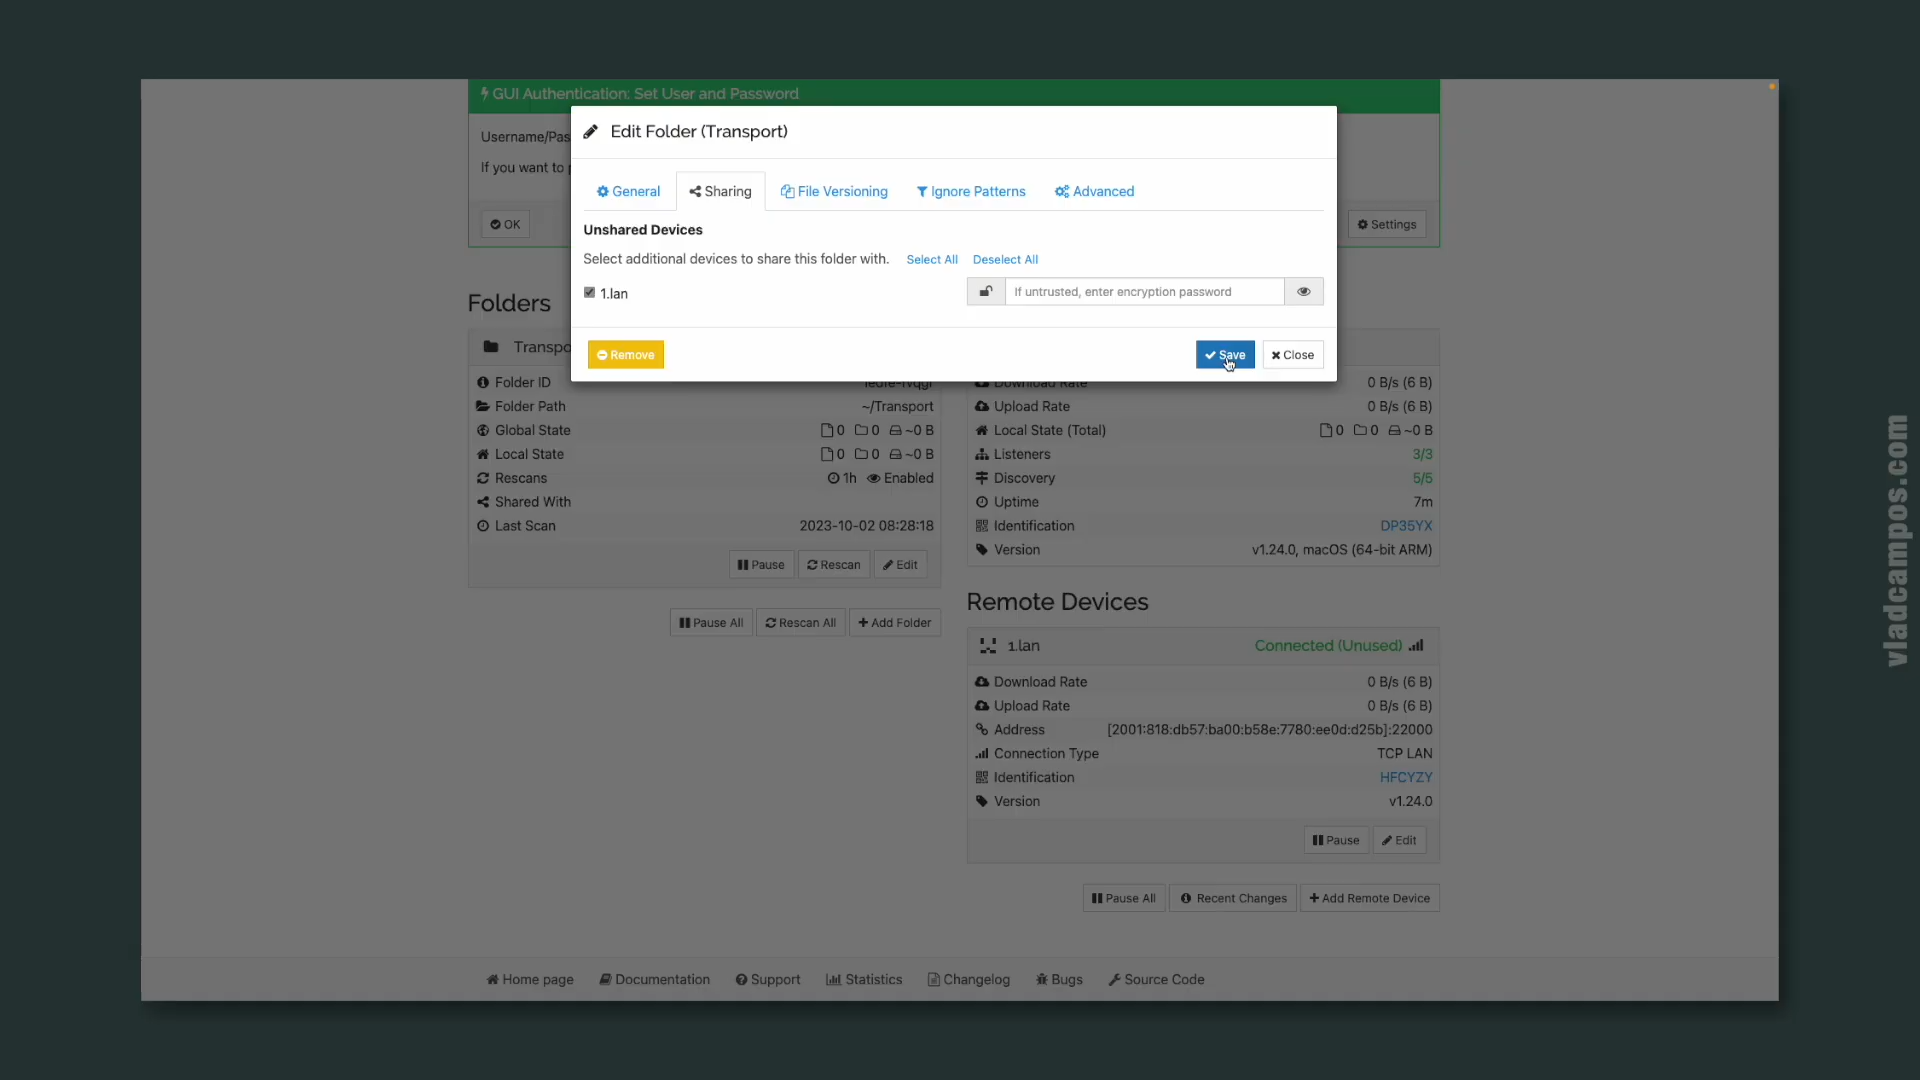 GUI Authentication: Set User and Password
Edit Folder (Transport)
Username/Pas
If you want to
General
Sharing
File Versioning
Ignore Patterns
Advanced
OK
Settings
Unshared Devices
Select additional devices to share this folder with. Select All Deselect All
1.lan
If untrusted, enter encryption password
Remove
Save
Close
Folders
Transpo
Folder ID
Folder Path ~/Transport
Global State 0 0 ~0 B
Local State 0 0 ~0 B
Rescans 1h Enabled
Shared With
Last Scan 2023-10-02 08:28:18
Pause Rescan Edit
Pause All Rescan All + Add Folder
Download Rate 0 B/s (6 B)
Upload Rate 0 B/s (6 B)
Local State (Total) 0 0 ~0 B
Listeners 3/3
Discovery 5/5
Uptime 7m
Identification DP35YX
Version v1.24.0, macOS (64-bit ARM)
Remote Devices
1.lan Connected (Unused)
Download Rate 0 B/s (6 B)
Upload Rate 0 B/s (6 B)
Address [2001:818:db57:ba00:b58e:7780:ee0d:d25b]:22000
Connection Type TCP LAN
Identification HFCYZY
Version v1.24.0
Pause Edit
Pause All Recent Changes + Add Remote Device
Home page Documentation Support Statistics Changelog Bugs Source Code
vladcampos.com